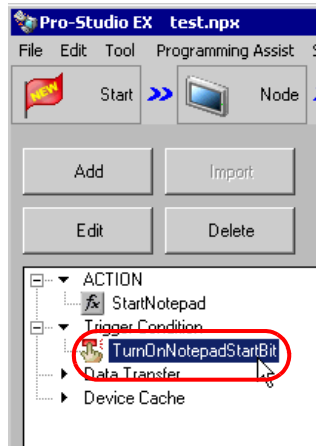 Pro-Studio EX test.npx
File Edit Tool Programming Assist S
NEW Start Node
Add Import
Edit Delete
ACTION
fx StartNotepad
Trigger Condition
TurnOnNotepadStartBit
Data Transfer
Device Cache